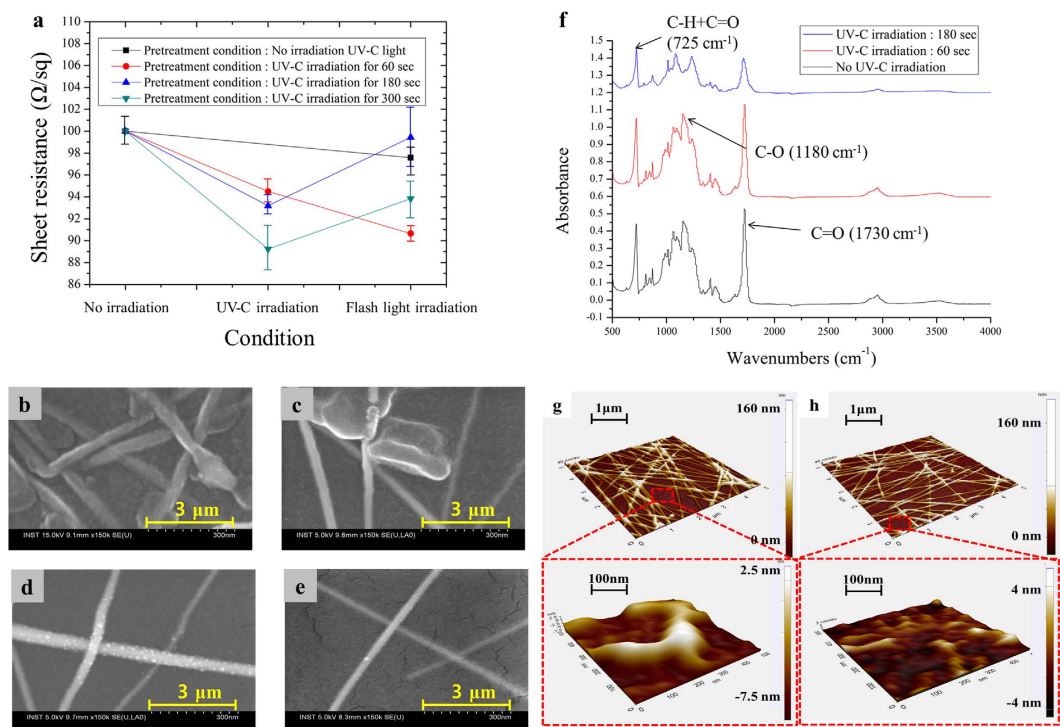 a
110
108
106
104
102
100
98
96
94
92
90
88
86
Sheet resistance (Ω/sq)
Pretreatment condition : No irradiation UV-C light
Pretreatment condition : UV-C irradiation for 60 sec
Pretreatment condition : UV-C irradiation for 180 sec
Pretreatment condition : UV-C irradiation for 300 sec
No irradiation UV-C irradiation Flash light irradiation
Condition
f
C-H+C=O
(725 cm⁻¹)
UV-C irradiation : 180 sec
UV-C irradiation : 60 sec
No UV-C irradiation
1.5
1.4
1.3
1.2
1.1
1.0
0.9
0.8
0.7
0.6
0.5
0.4
0.3
0.2
0.1
0.0
-0.1
Absorbance
C-O (1180 cm⁻¹)
C=O (1730 cm⁻¹)
500 1000 1500 2000 2500 3000 3500 4000
Wavenumbers (cm⁻¹)
b
3 μm
INST 15.0kV 9.1mm x150k SE(U) 300nm
c
3 μm
INST 5.0kV 9.8mm x150k SE(U,LA0) 300nm
d
3 μm
INST 5.0kV 9.7mm x150k SE(U,LA0) 300nm
e
3 μm
INST 5.0kV 8.3mm x150k SE(U) 300nm
g
1μm
nm
160 nm
0 nm
100nm
2.5 nm
-7.5nm
h
1μm
nm
160 nm
0 nm
100nm
4 nm
-4 nm